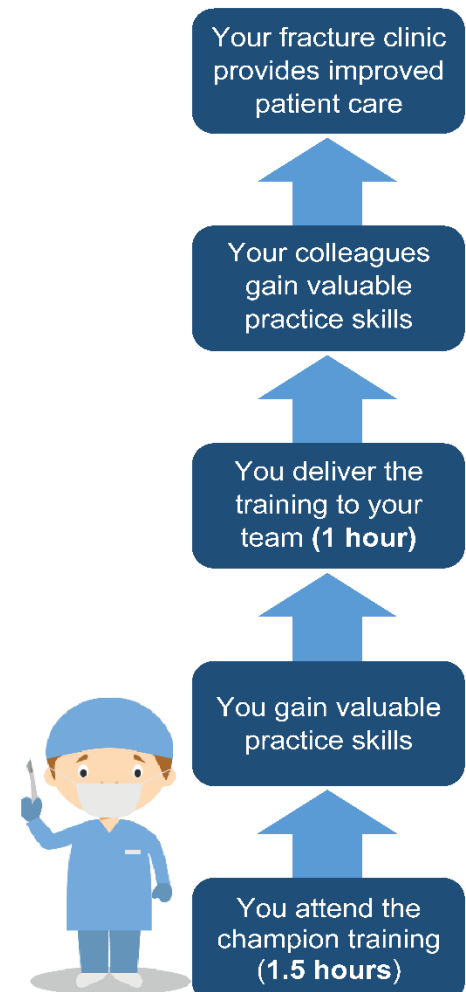 Your fracture clinic
provides improved
patient care
Your colleagues
gain valuable
practice skills
You deliver the
training to your
team (1 hour)
You gain valuable
practice skills
You attend the
champion training
(1.5 hours)